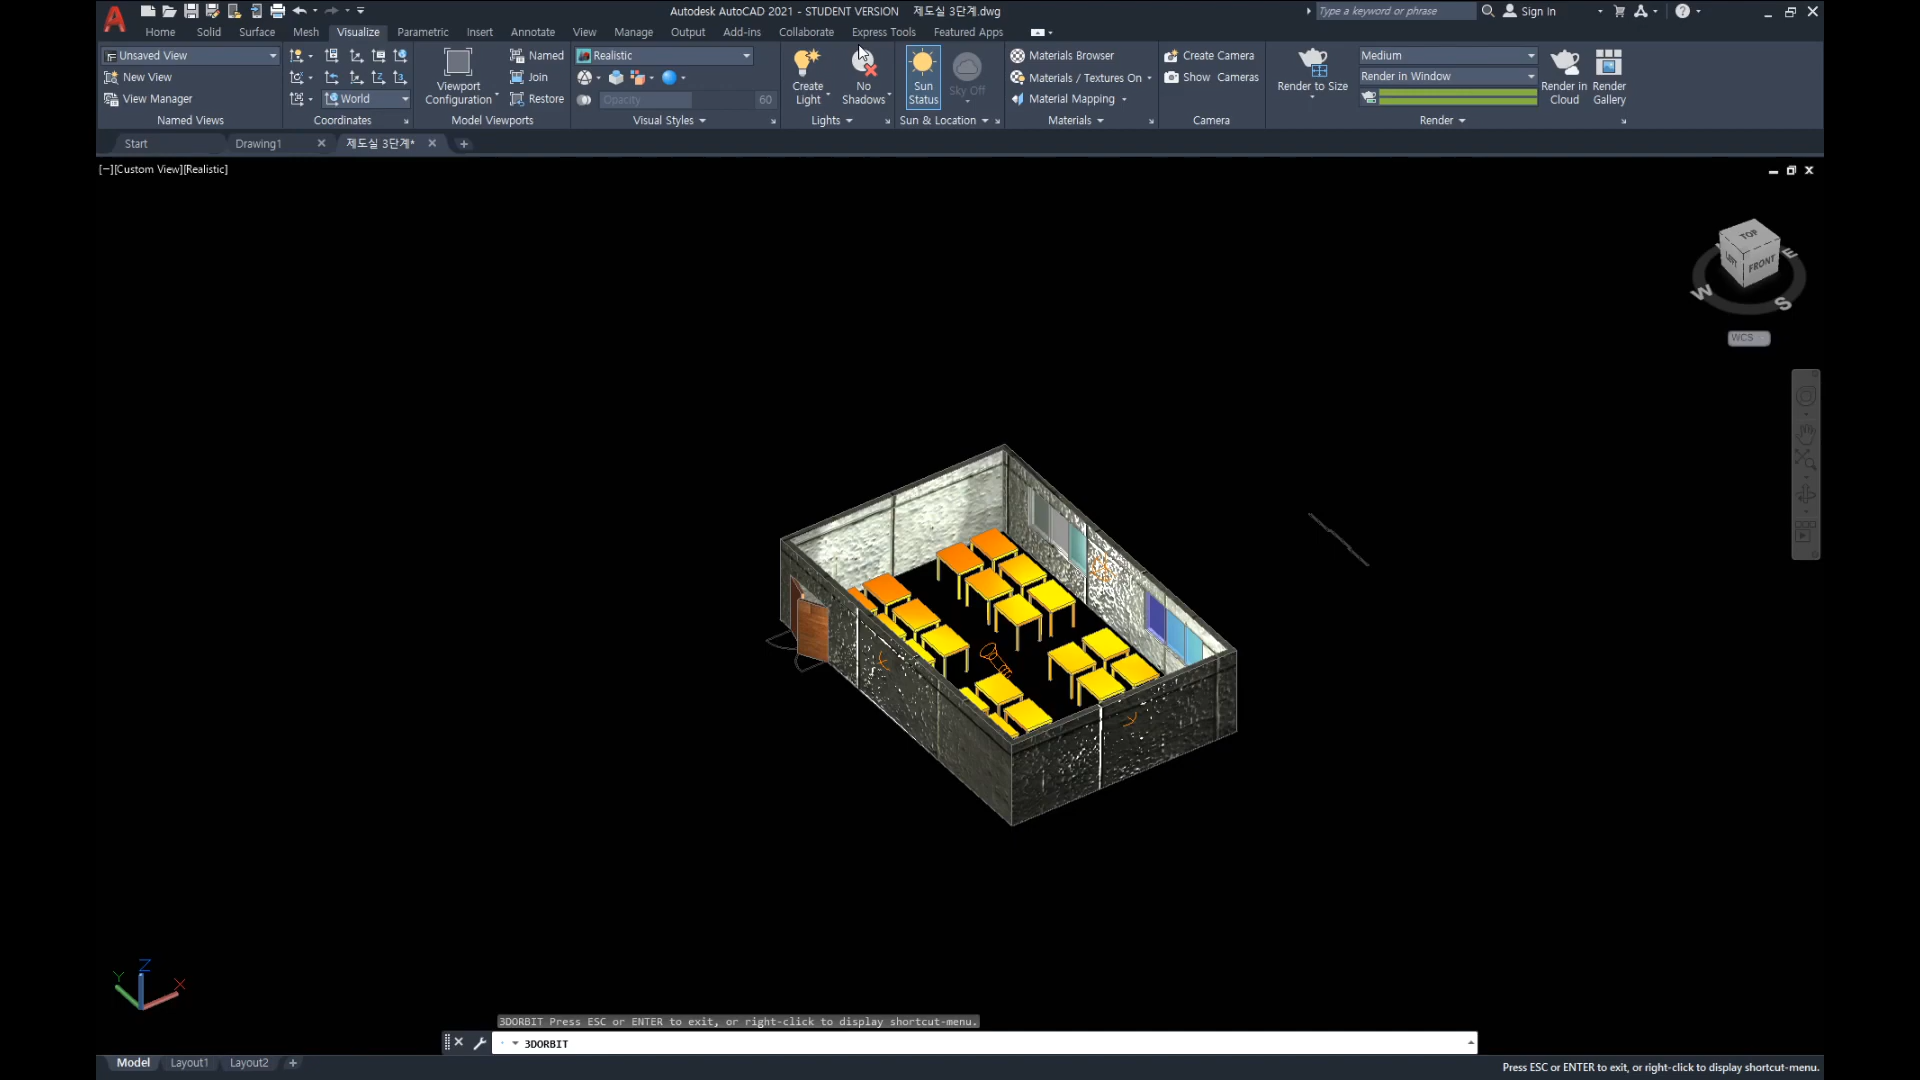 Autodesk AutoCAD 2021 - STUDENT VERSION 제도실 3단계.dwg
Type a keyword or phrase
Sign In
Home Solid Surface Mesh Visualize Parametric Insert Annotate View Manage Output Add-ins Collaborate Express Tools Featured Apps
Unsaved View
New View
View Manager
Named Views
World
Coordinates
Viewport
Configuration
Named
Join
Restore
Model Viewports
Realistic
Opacity 60
Visual Styles
Create
Light
No
Shadows
Lights
Sun
Status
Sky Off
Sun & Location
Materials Browser
Materials / Textures On
Material Mapping
Materials
Create Camera
Show Cameras
Camera
Render to Size
Medium
Render in Window
Render in
Cloud
Render
Gallery
Render
Start Drawing1 제도실 3단계*
[−][Custom View][Realistic]
TOP
LEFT
FRONT
W
S
E
WCS
Z
Y
X
3DORBIT Press ESC or ENTER to exit, or right-click to display shortcut-menu.
3DORBIT
Model Layout1 Layout2
Press ESC or ENTER to exit, or right-click to display shortcut-menu.